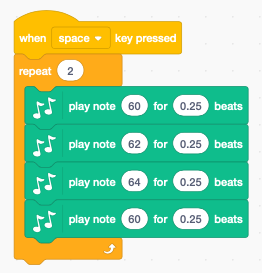 when space key pressed
repeat 2
play note 60 for 0.25 beats
play note 62 for 0.25 beats
play note 64 for 0.25 beats
play note 60 for 0.25 beats